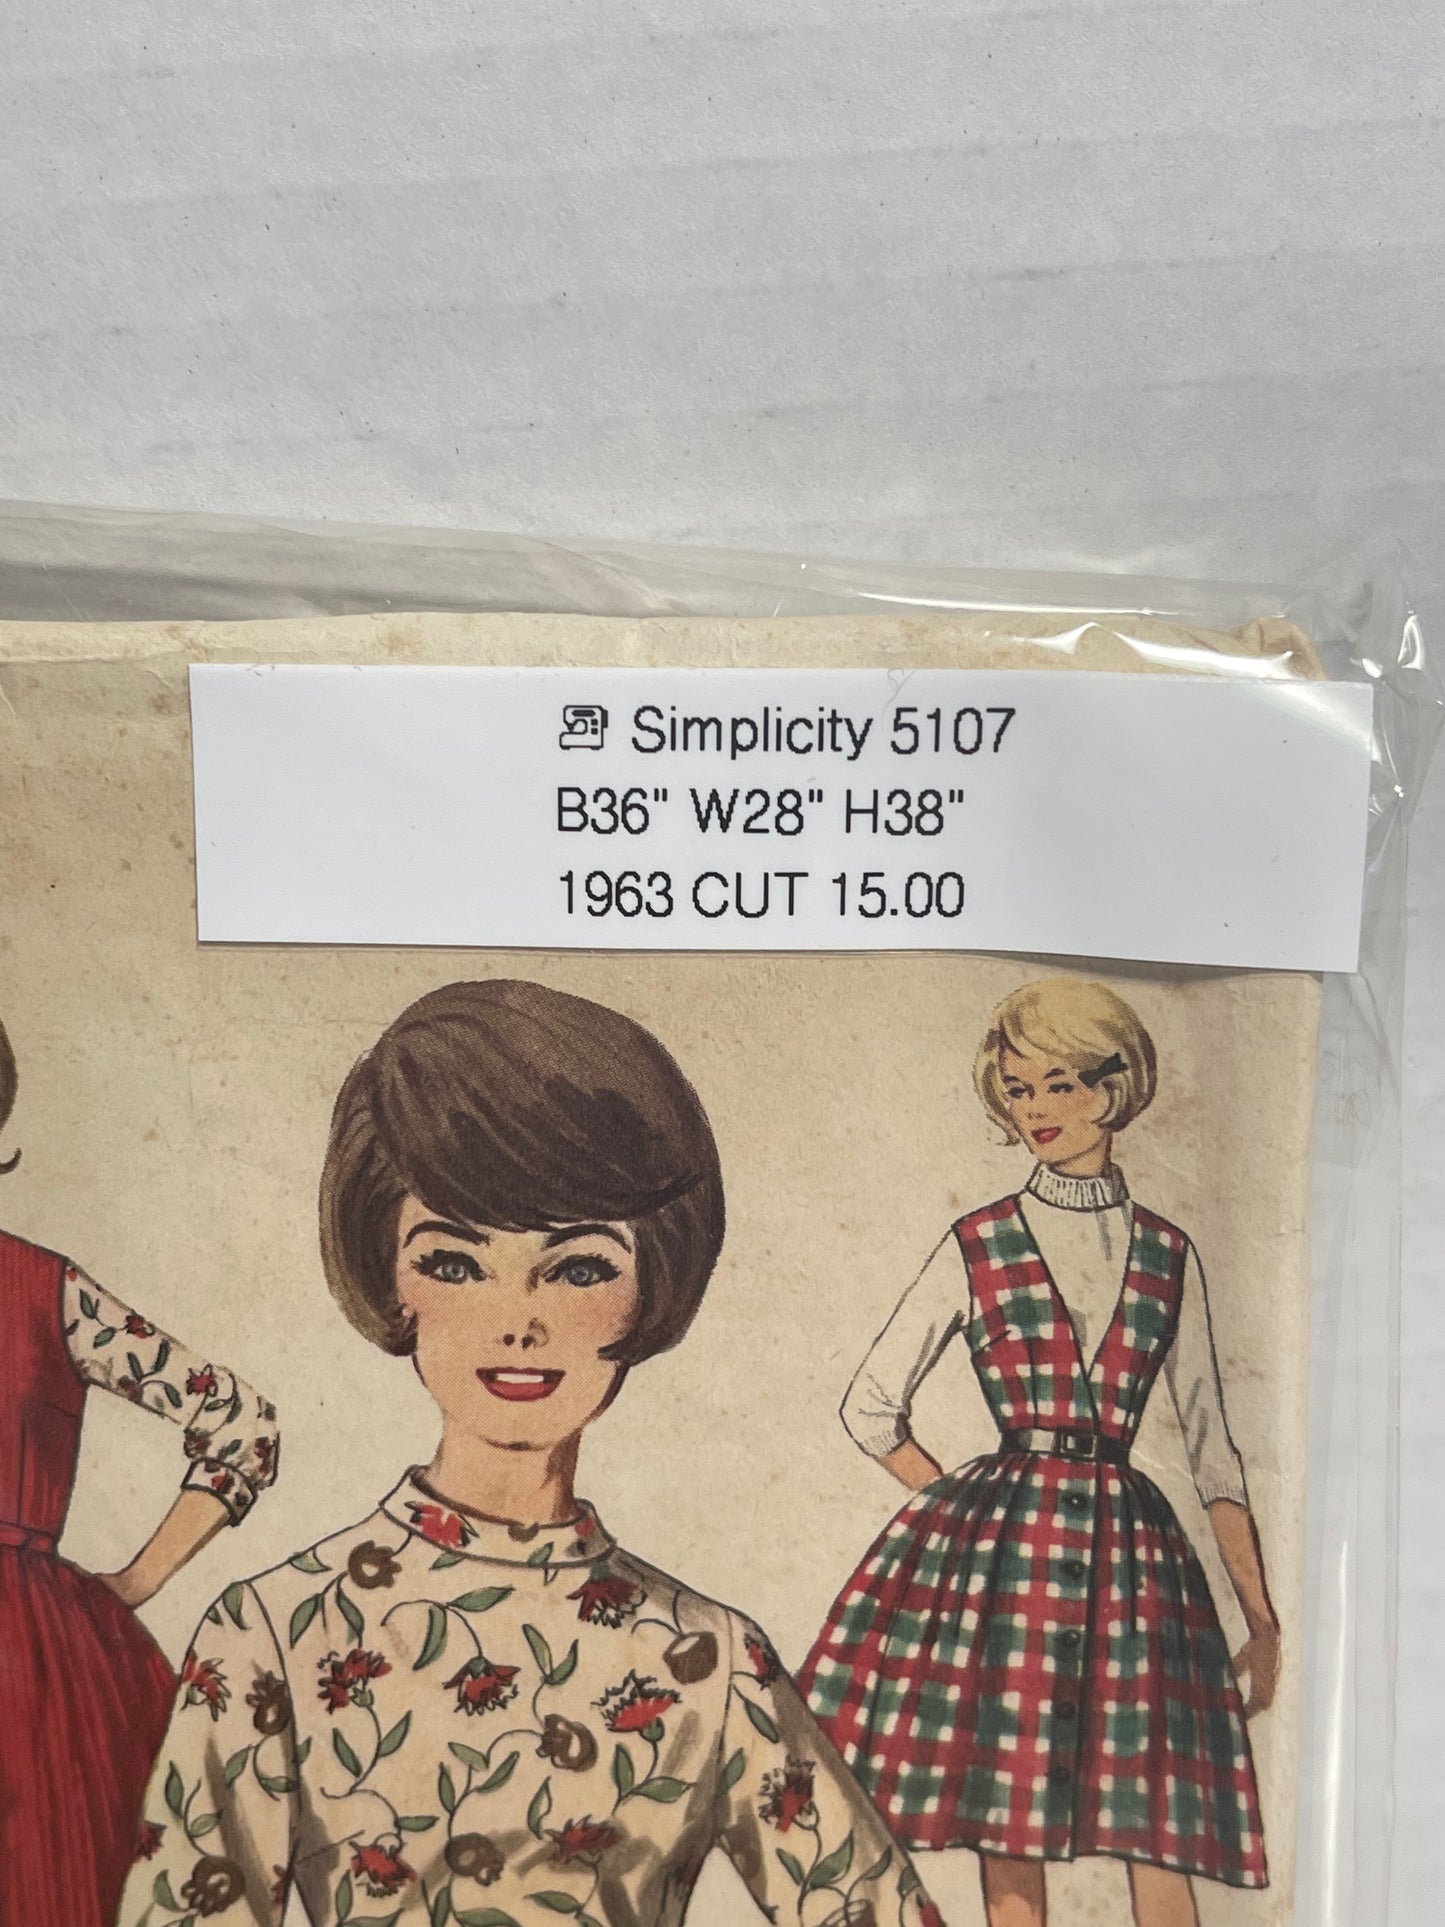 Simplicity 5107
B36" W28" H38"
1963 CUT 15.00